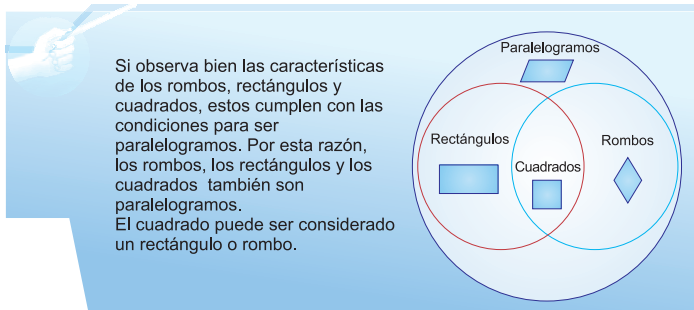 Si observa bien las características
de los rombos, rectángulos y
cuadrados, estos cumplen con las
condiciones para ser
paralelogramos. Por esta razón,
los rombos, los rectángulos y los
cuadrados también son
paralelogramos.
El cuadrado puede ser considerado
un rectángulo o rombo.
Paralelogramos
Rectángulos
Rombos
Cuadrados